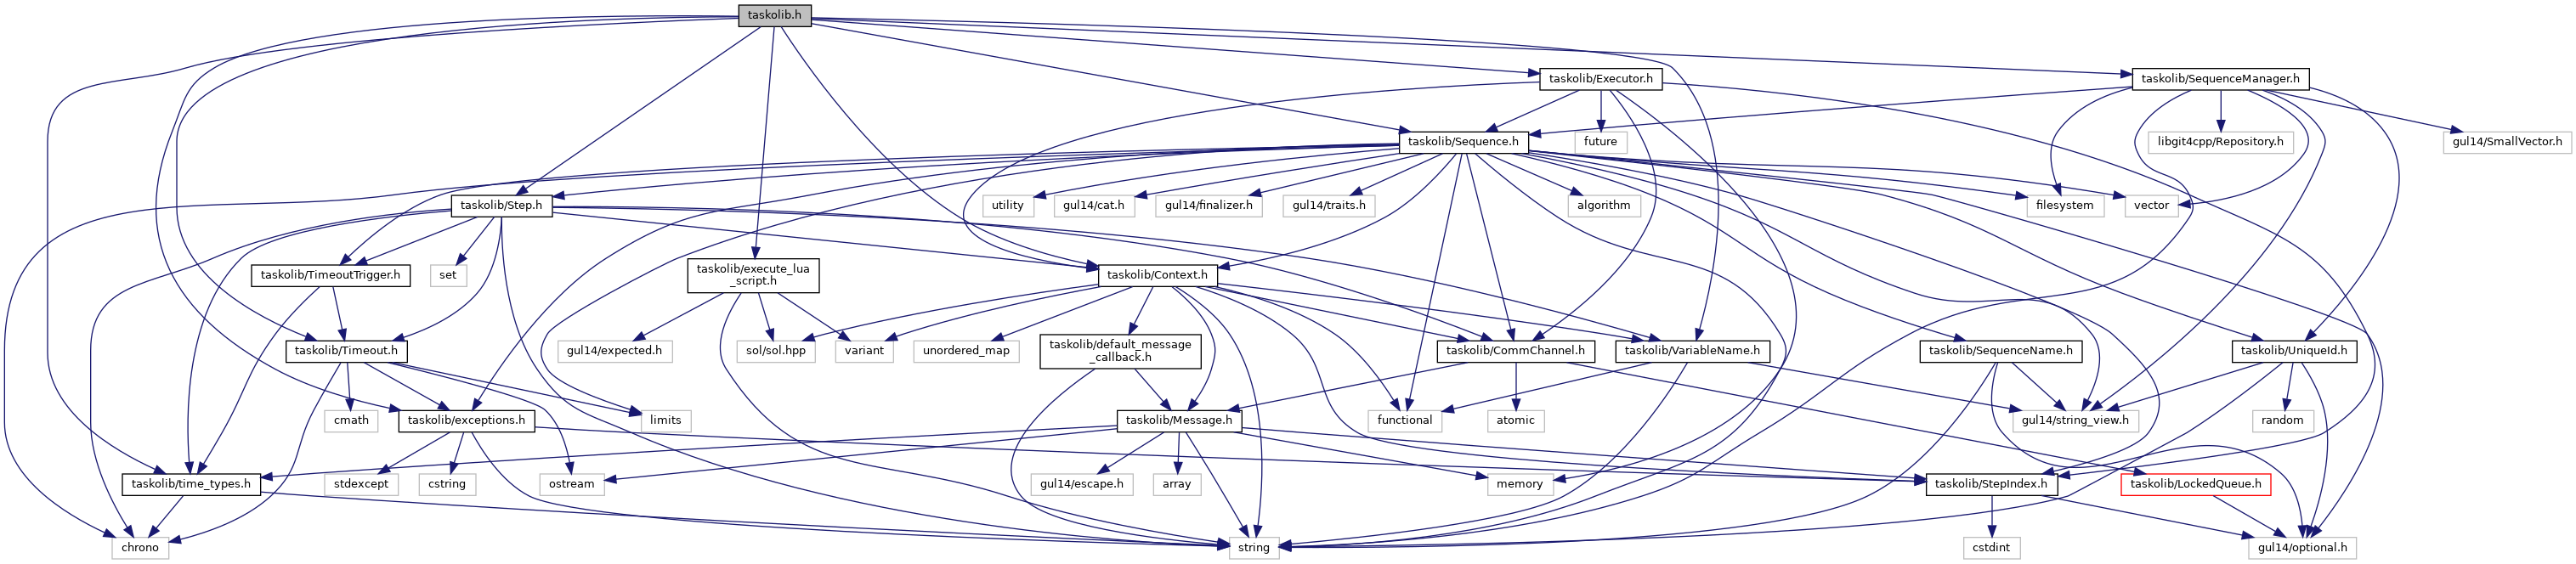 taskolib.h
taskolib/Executor.h
taskolib/SequenceManager.h
taskolib/Sequence.h
future
libgit4cpp/Repository.h
gul14/SmallVector.h
taskolib/Step.h
utility
gul14/cat.h
gul14/finalizer.h
gul14/traits.h
algorithm
filesystem
vector
taskolib/TimeoutTrigger.h
set
taskolib/execute_lua
_script.h
taskolib/Context.h
taskolib/Timeout.h
gul14/expected.h
sol/sol.hpp
variant
unordered_map
taskolib/default_message
_callback.h
taskolib/CommChannel.h
taskolib/VariableName.h
taskolib/SequenceName.h
taskolib/UniqueId.h
cmath
taskolib/exceptions.h
limits
taskolib/Message.h
functional
atomic
gul14/string_view.h
random
taskolib/time_types.h
stdexcept
cstring
ostream
gul14/escape.h
array
memory
taskolib/StepIndex.h
taskolib/LockedQueue.h
chrono
string
cstdint
gul14/optional.h